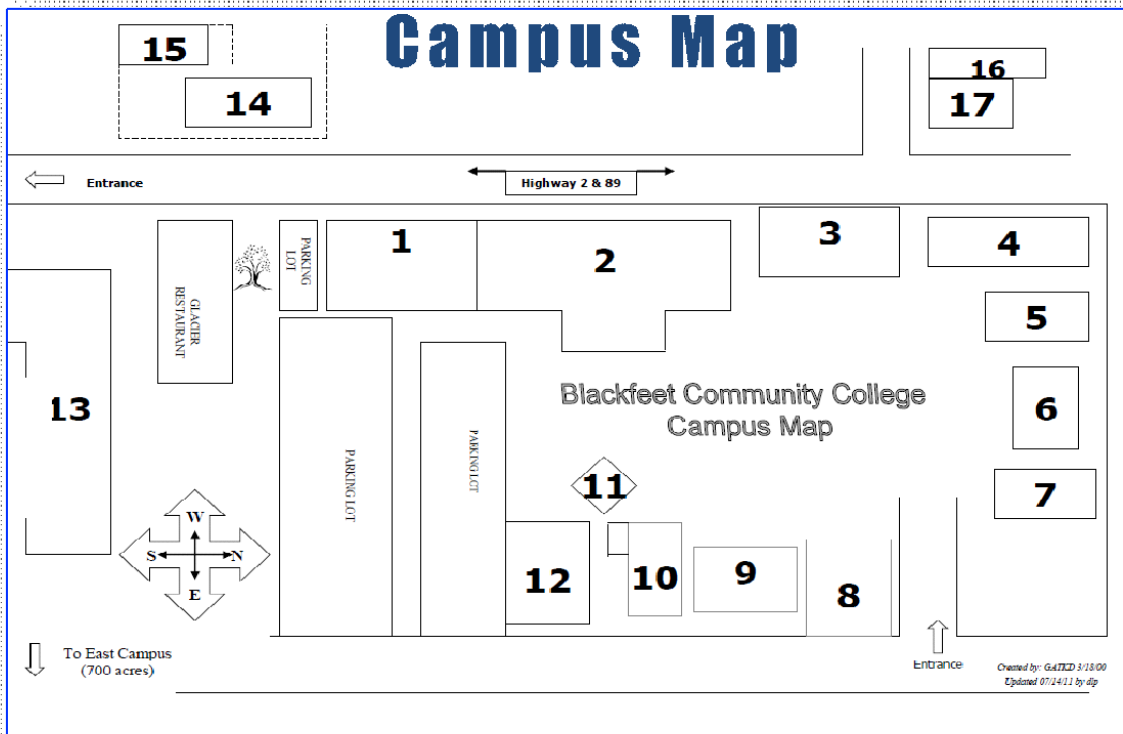 Campus Map
15
14
16
17
Entrance
Highway 2 & 89
1
2
3
4
5
6
7
PARKING
LOT
GLACIER
RESTAURANT
13
Blackfeet Community College
Campus Map
PARKING LOT
PARKING LOT
11
12
10
9
8
W
S N
E
To East Campus
(700 acres)
Entrance
Created by: GATKID 3/18/00
Updated 07/24/11 by dlp